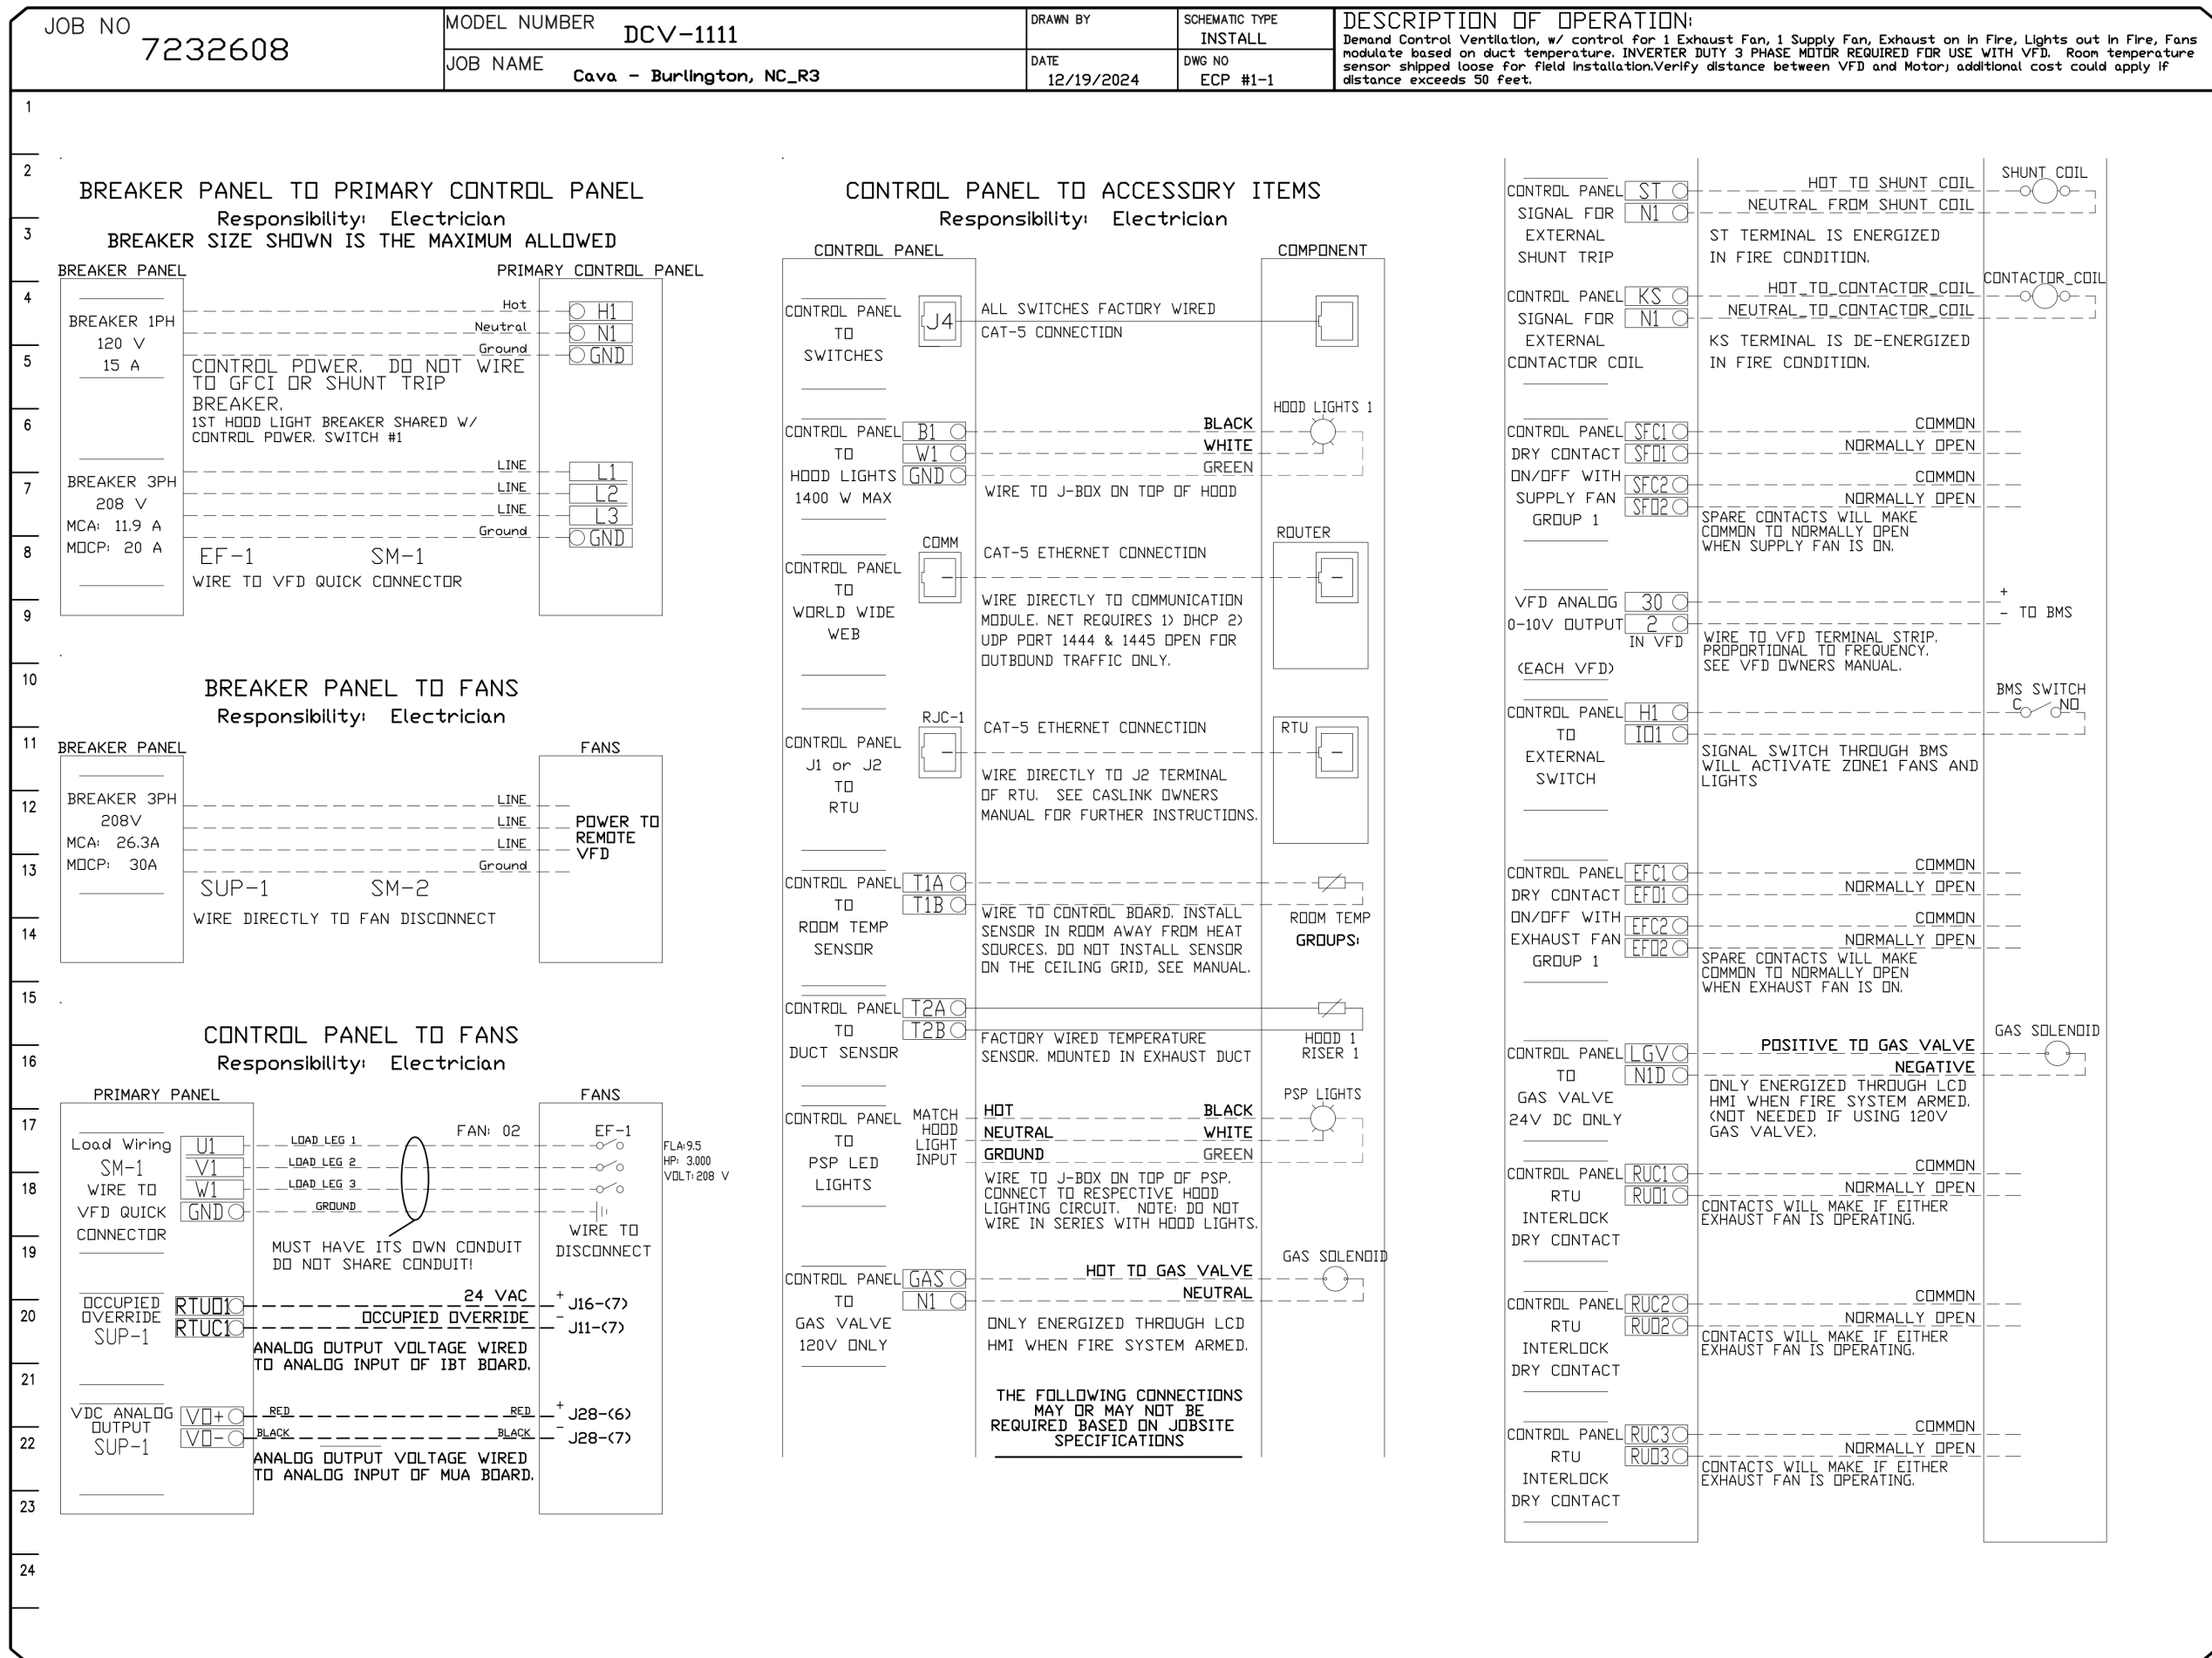 JOB NO
7232608
MODEL NUMBER
DCV-1111
JOB NAME
Cava - Burlington, NC_R3
DRAWN BY
SCHEMATIC TYPE
INSTALL
DATE
12/19/2024
DWG NO
ECP #1-1
DESCRIPTION OF OPERATION:
Demand Control Ventilation, w/ control for 1 Exhaust Fan, 1 Supply Fan, Exhaust on in Fire, Lights out in Fire, Fans
modulate based on duct temperature. INVERTER DUTY 3 PHASE MOTOR REQUIRED FOR USE WITH VFD. Room temperature
sensor shipped loose for field installation.Verify distance between VFD and Motor; additional cost could apply if
distance exceeds 50 feet.
1
2
3
4
5
6
7
8
9
10
11
12
13
14
15
16
17
18
19
20
21
22
23
24
BREAKER PANEL TO PRIMARY CONTROL PANEL
Responsibility: Electrician
BREAKER SIZE SHOWN IS THE MAXIMUM ALLOWED
BREAKER PANEL
PRIMARY CONTROL PANEL
BREAKER 1PH
120 V
15 A
Hot
H1
Neutral
N1
Ground
GND
CONTROL POWER. DO NOT WIRE
TO GFCI OR SHUNT TRIP
BREAKER.
1ST HOOD LIGHT BREAKER SHARED W/
CONTROL POWER. SWITCH #1
BREAKER 3PH
208 V
MCA: 11.9 A
MOCP: 20 A
LINE
L1
LINE
L2
LINE
L3
Ground
GND
EF-1 SM-1
WIRE TO VFD QUICK CONNECTOR
BREAKER PANEL TO FANS
Responsibility: Electrician
BREAKER PANEL
FANS
BREAKER 3PH
208V
MCA: 26.3A
MOCP: 30A
LINE
LINE
LINE
Ground
POWER TO
REMOTE
VFD
SUP-1 SM-2
WIRE DIRECTLY TO FAN DISCONNECT
CONTROL PANEL TO FANS
Responsibility: Electrician
PRIMARY PANEL
FANS
Load Wiring
SM-1
WIRE TO
VFD QUICK
CONNECTOR
U1
V1
W1
GND
LOAD LEG 1
LOAD LEG 2
LOAD LEG 3
GROUND
FAN: 02
EF-1
FLA:9.5
HP: 3.000
VOLT: 208 V
WIRE TO
DISCONNECT
MUST HAVE ITS OWN CONDUIT
DO NOT SHARE CONDUIT!
OCCUPIED
OVERRIDE
SUP-1
RTUO1
RTUC1
24 VAC
OCCUPIED OVERRIDE
+ J16-(7)
- J11-(7)
ANALOG OUTPUT VOLTAGE WIRED
TO ANALOG INPUT OF IBT BOARD.
VDC ANALOG
OUTPUT
SUP-1
VO+
VO-
RED RED
BLACK BLACK
+ J28-(6)
- J28-(7)
ANALOG OUTPUT VOLTAGE WIRED
TO ANALOG INPUT OF MUA BOARD.
CONTROL PANEL TO ACCESSORY ITEMS
Responsibility: Electrician
CONTROL PANEL
COMPONENT
CONTROL PANEL
TO
SWITCHES
J4
ALL SWITCHES FACTORY WIRED
CAT-5 CONNECTION
CONTROL PANEL
TO
HOOD LIGHTS
1400 W MAX
B1
W1
GND
BLACK
WHITE
GREEN
HOOD LIGHTS 1
WIRE TO J-BOX ON TOP OF HOOD
CONTROL PANEL
TO
WORLD WIDE
WEB
COMM
CAT-5 ETHERNET CONNECTION
ROUTER
WIRE DIRECTLY TO COMMUNICATION
MODULE. NET REQUIRES 1) DHCP 2)
UDP PORT 1444 & 1445 OPEN FOR
OUTBOUND TRAFFIC ONLY.
CONTROL PANEL
J1 or J2
TO
RTU
RJC-1
CAT-5 ETHERNET CONNECTION
RTU
WIRE DIRECTLY TO J2 TERMINAL
OF RTU. SEE CASLINK OWNERS
MANUAL FOR FURTHER INSTRUCTIONS.
CONTROL PANEL
TO
ROOM TEMP
SENSOR
T1A
T1B
WIRE TO CONTROL BOARD. INSTALL
SENSOR IN ROOM AWAY FROM HEAT
SOURCES. DO NOT INSTALL SENSOR
ON THE CEILING GRID, SEE MANUAL.
ROOM TEMP
GROUPS:
CONTROL PANEL
TO
DUCT SENSOR
T2A
T2B
FACTORY WIRED TEMPERATURE
SENSOR. MOUNTED IN EXHAUST DUCT
HOOD 1
RISER 1
CONTROL PANEL
TO
PSP LED
LIGHTS
MATCH
HOOD
LIGHT
INPUT
HOT BLACK
NEUTRAL WHITE
GROUND GREEN
PSP LIGHTS
WIRE TO J-BOX ON TOP OF PSP.
CONNECT TO RESPECTIVE HOOD
LIGHTING CIRCUIT. NOTE: DO NOT
WIRE IN SERIES WITH HOOD LIGHTS.
CONTROL PANEL
TO
GAS VALVE
120V ONLY
GAS
N1
HOT TO GAS VALVE
NEUTRAL
GAS SOLENOID
ONLY ENERGIZED THROUGH LCD
HMI WHEN FIRE SYSTEM ARMED.
THE FOLLOWING CONNECTIONS
MAY OR MAY NOT BE
REQUIRED BASED ON JOBSITE
SPECIFICATIONS
CONTROL PANEL
SIGNAL FOR
EXTERNAL
SHUNT TRIP
ST
N1
HOT TO SHUNT COIL
NEUTRAL FROM SHUNT COIL
SHUNT COIL
ST TERMINAL IS ENERGIZED
IN FIRE CONDITION.
CONTROL PANEL
SIGNAL FOR
EXTERNAL
CONTACTOR COIL
KS
N1
HOT_TO_CONTACTOR_COIL
NEUTRAL_TO_CONTACTOR_COIL
CONTACTOR_COIL
KS TERMINAL IS DE-ENERGIZED
IN FIRE CONDITION.
CONTROL PANEL
DRY CONTACT
ON/OFF WITH
SUPPLY FAN
GROUP 1
SFC1
SFO1
SFC2
SFO2
COMMON
NORMALLY OPEN
COMMON
NORMALLY OPEN
SPARE CONTACTS WILL MAKE
COMMON TO NORMALLY OPEN
WHEN SUPPLY FAN IS ON.
VFD ANALOG
0-10V OUTPUT
(EACH VFD)
30
2
IN VFD
+
- TO BMS
WIRE TO VFD TERMINAL STRIP.
PROPORTIONAL TO FREQUENCY.
SEE VFD OWNERS MANUAL.
CONTROL PANEL
TO
EXTERNAL
SWITCH
H1
IO1
BMS SWITCH
C NO
SIGNAL SWITCH THROUGH BMS
WILL ACTIVATE ZONE1 FANS AND
LIGHTS
CONTROL PANEL
DRY CONTACT
ON/OFF WITH
EXHAUST FAN
GROUP 1
EFC1
EFO1
EFC2
EFO2
COMMON
NORMALLY OPEN
COMMON
NORMALLY OPEN
SPARE CONTACTS WILL MAKE
COMMON TO NORMALLY OPEN
WHEN EXHAUST FAN IS ON.
CONTROL PANEL
TO
GAS VALVE
24V DC ONLY
LGV
N1D
POSITIVE TO GAS VALVE
NEGATIVE
GAS SOLENOID
ONLY ENERGIZED THROUGH LCD
HMI WHEN FIRE SYSTEM ARMED.
(NOT NEEDED IF USING 120V
GAS VALVE).
CONTROL PANEL
RTU
INTERLOCK
DRY CONTACT
RUC1
RUO1
COMMON
NORMALLY OPEN
CONTACTS WILL MAKE IF EITHER
EXHAUST FAN IS OPERATING.
CONTROL PANEL
RTU
INTERLOCK
DRY CONTACT
RUC2
RUO2
COMMON
NORMALLY OPEN
CONTACTS WILL MAKE IF EITHER
EXHAUST FAN IS OPERATING.
CONTROL PANEL
RTU
INTERLOCK
DRY CONTACT
RUC3
RUO3
COMMON
NORMALLY OPEN
CONTACTS WILL MAKE IF EITHER
EXHAUST FAN IS OPERATING.